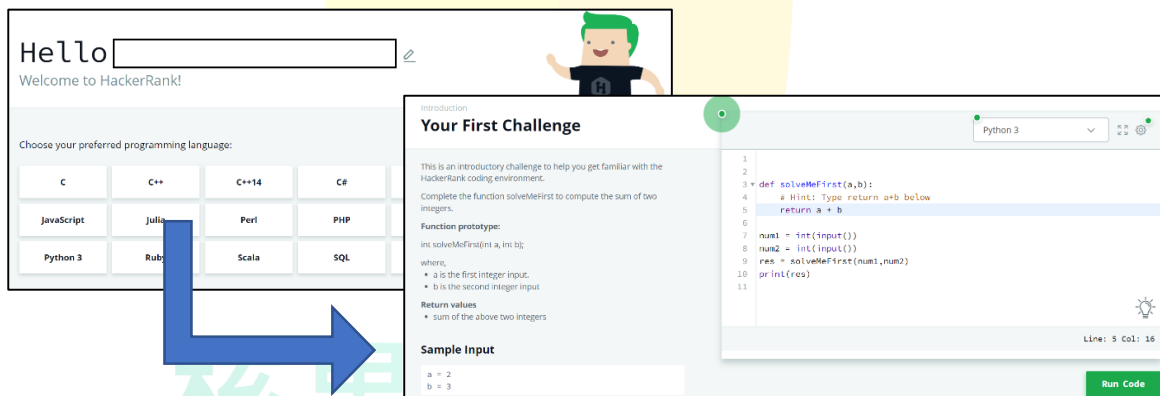 Hello
Welcome to HackerRank!
Choose your preferred programming language:
C
C++
C++14
C#
JavaScript
Julia
Perl
PHP
Python 3
Ruby
Scala
SQL
Introduction
Your First Challenge
This is an introductory challenge to help you get familiar with the
HackerRank coding environment.
Complete the function solveMeFirst to compute the sum of two
integers.
Function prototype:
int solveMeFirst(int a, int b);
where,
• a is the first integer input.
• b is the second integer input
Return values
• sum of the above two integers
Sample Input
a = 2
b = 3
Python 3
1
2
3 def solveMeFirst(a,b):
4 # Hint: Type return a+b below
5 return a + b
6
7 num1 = int(input())
8 num2 = int(input())
9 res = solveMeFirst(num1,num2)
10 print(res)
11
Line: 5 Col: 16
Run Code